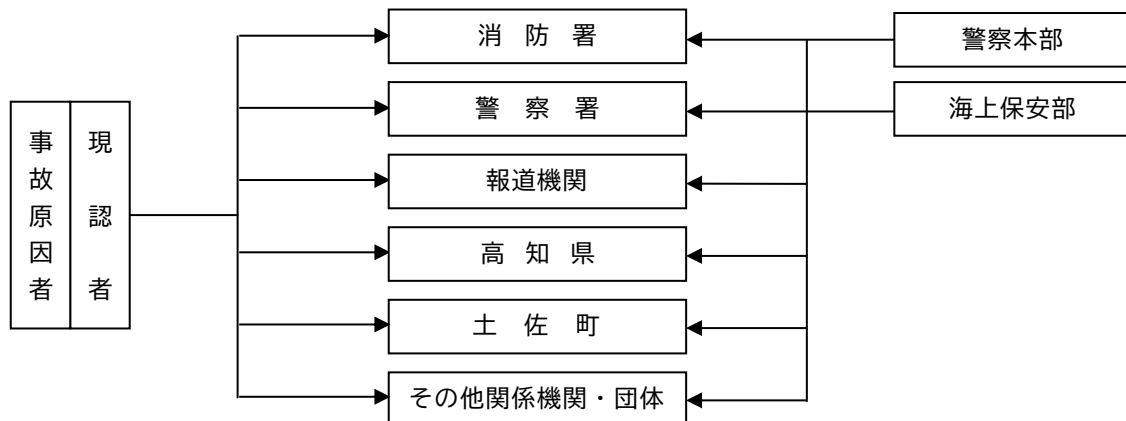 事故原因者
現認者
消防署
警察署
報道機関
高知県
土佐町
その他関係機関・団体
警察本部
海上保安部